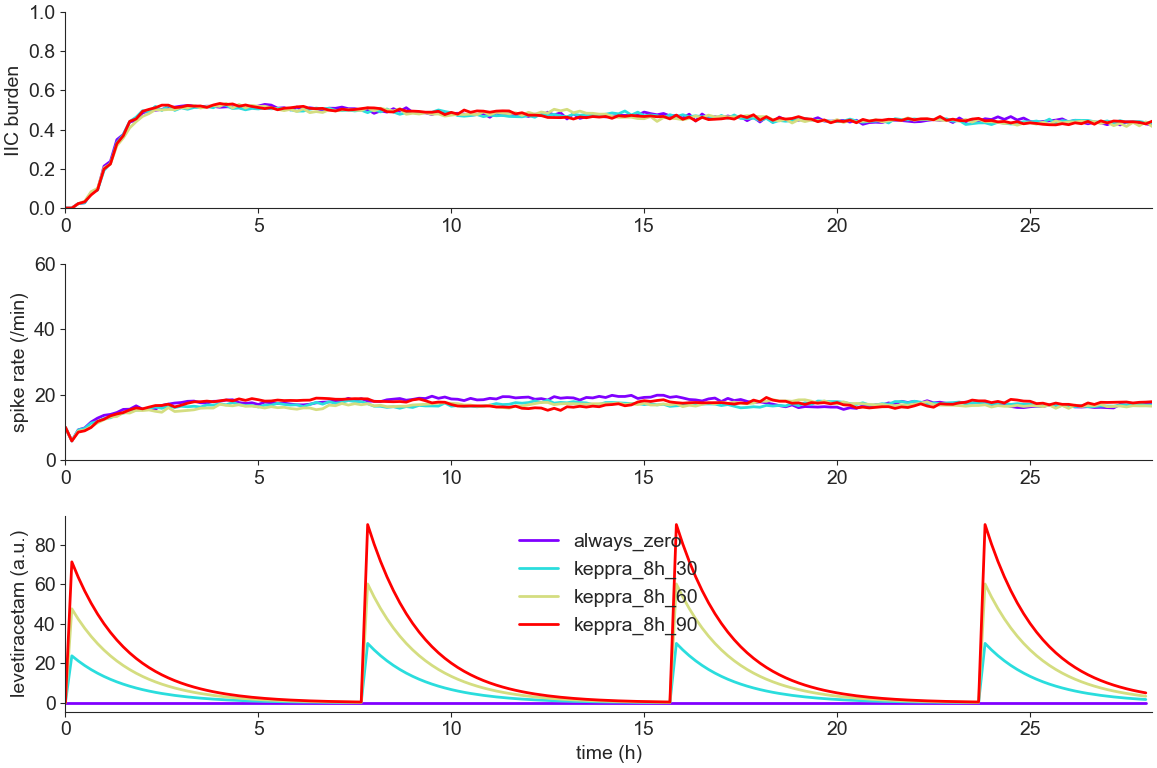 1.0
0.8
0.6
0.4
0.2
0.0
IIC burden
0 5 10 15 20 25
60
40
20
0
spike rate (/min)
0 5 10 15 20 25
80
60
40
20
0
levetiracetam (a.u.)
always_zero
keppra_8h_30
keppra_8h_60
keppra_8h_90
0 5 10 15 20 25
time (h)